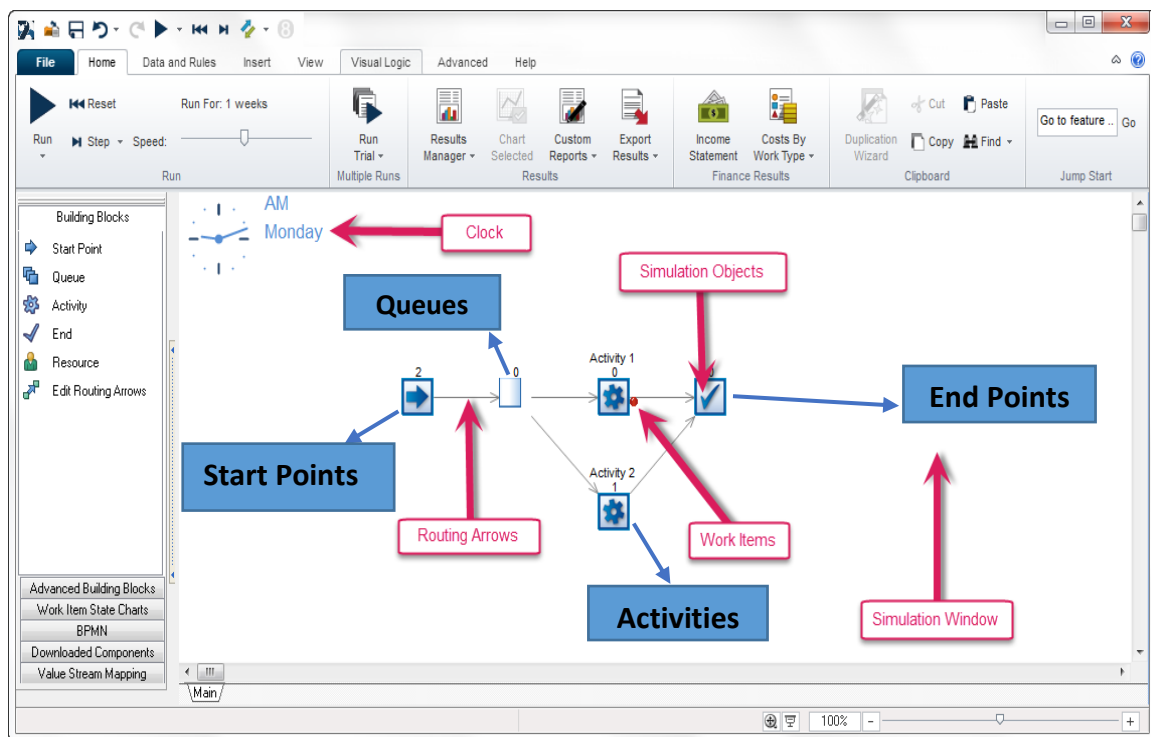 File Home Data and Rules Insert View Visual Logic Advanced Help
Run
Reset
Step
Speed:
Run For: 1 weeks
Run
Run
Trial
Multiple Runs
Results
Manager
Chart
Selected
Custom
Reports
Export
Results
Results
Income
Statement
Costs By
Work Type
Finance Results
Duplication
Wizard
Cut
Copy
Paste
Find
Clipboard
Go to feature .. Go
Jump Start
Building Blocks
Start Point
Queue
Activity
End
Resource
Edit Routing Arrows
Advanced Building Blocks
Work Item State Charts
BPMN
Downloaded Components
Value Stream Mapping
AM
Monday
Clock
Simulation Objects
Queues
Activity 1
2
0
0
End Points
Start Points
Activity 2
1
Routing Arrows
Work Items
Activities
Simulation Window
Main
100%